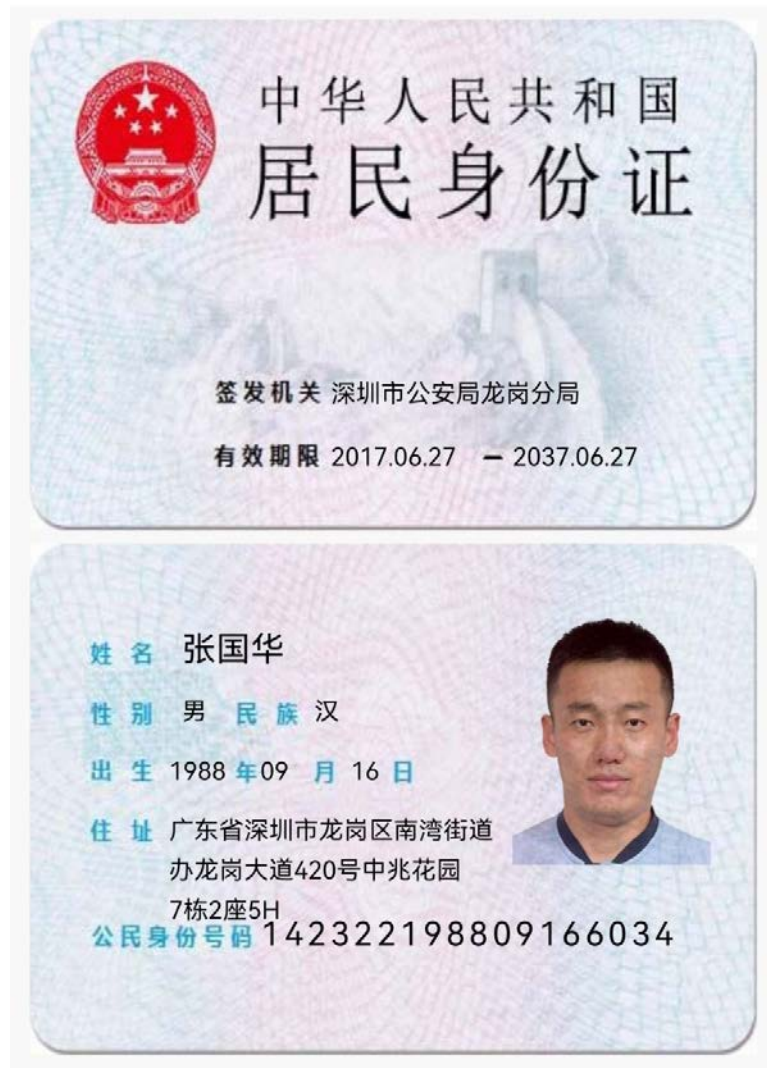 中华人民共和国
居民身份证
签发机关 深圳市公安局龙岗分局
有效期限 2017.06.27 － 2037.06.27
姓名 张国华
性别 男 民族 汉
出生 1988 年 09 月 16 日
住址 广东省深圳市龙岗区南湾街道
办龙岗大道420号中兆花园
7栋2座5H
公民身份号码 142322198809166034